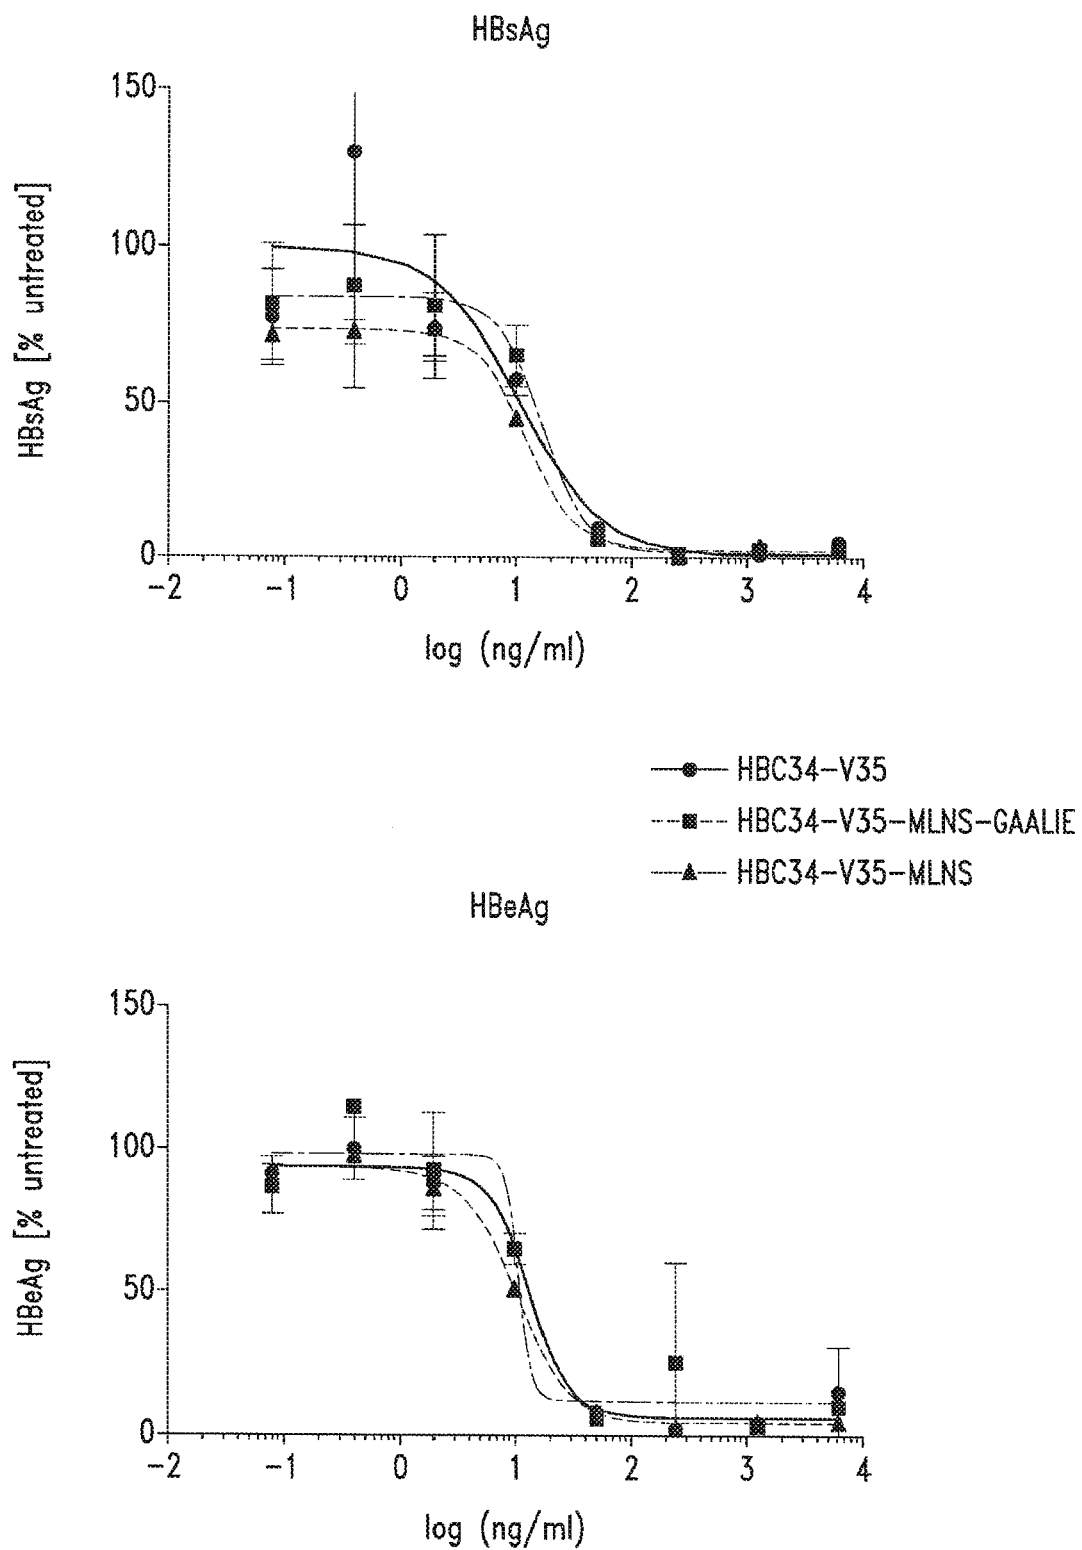 HBsAg
150
100
50
0
HBsAg [% untreated]
-2 -1 0 1 2 3 4
log (ng/ml)
HBC34-V35
HBC34-V35-MLNS-GAALIE
HBC34-V35-MLNS
HBeAg
150
100
50
0
HBeAg [% untreated]
-2 -1 0 1 2 3 4
log (ng/ml)